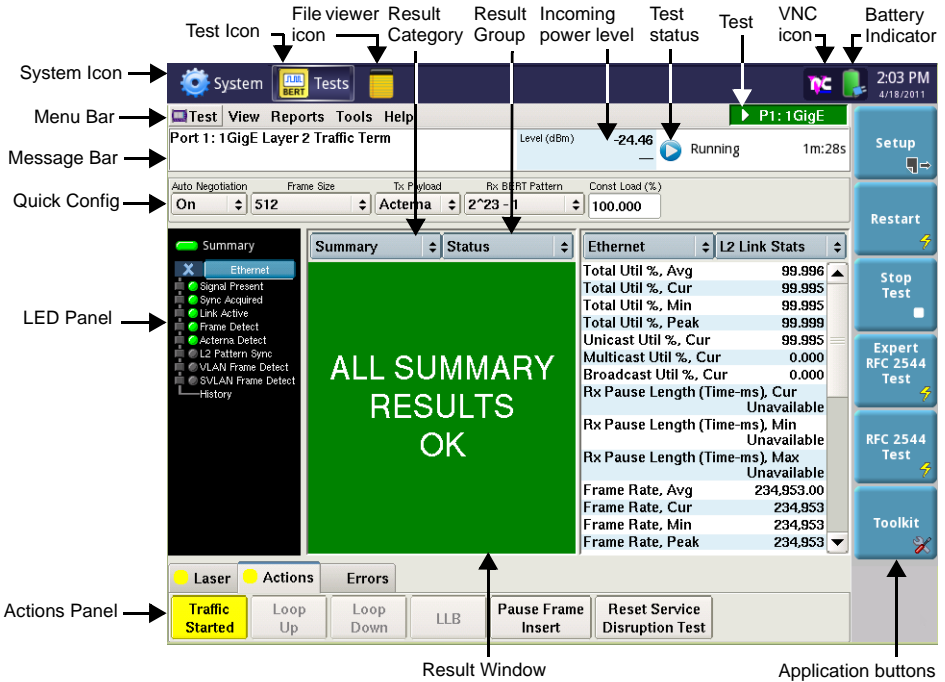 Test Icon
File viewer icon
Result Category
Result Group
Incoming power level
Test status
Test
VNC icon
Battery Indicator
System Icon
System
BERT
Tests
2:03 PM
4/18/2011
Menu Bar
Test View Reports Tools Help
P1: 1GigE
Message Bar
Port 1: 1GigE Layer 2 Traffic Term
Level (dBm)
-24.46
Running
1m:28s
Setup
Quick Config
Auto Negotiation
Frame Size
Tx Payload
Rx BERT Pattern
Const Load (%)
On
512
Acterna
2^23 - 1
100.000
Restart
LED Panel
Summary
Ethernet
Signal Present
Sync Acquired
Link Active
Frame Detect
Acterna Detect
L2 Pattern Sync
VLAN Frame Detect
SVLAN Frame Detect
History
Summary
Status
ALL SUMMARY
RESULTS
OK
Ethernet
L2 Link Stats
Total Util %, Avg 99.996
Total Util %, Cur 99.995
Total Util %, Min 99.995
Total Util %, Peak 99.999
Unicast Util %, Cur 99.995
Multicast Util %, Cur 0.000
Broadcast Util %, Cur 0.000
Rx Pause Length (Time-ms), Cur
Unavailable
Rx Pause Length (Time-ms), Min
Unavailable
Rx Pause Length (Time-ms), Max
Unavailable
Frame Rate, Avg 234,953.00
Frame Rate, Cur 234,953
Frame Rate, Min 234,953
Frame Rate, Peak 234,953
Stop
Test
Expert
RFC 2544
Test
RFC 2544
Test
Toolkit
Laser
Actions
Errors
Actions Panel
Traffic
Started
Loop
Up
Loop
Down
LLB
Pause Frame
Insert
Reset Service
Disruption Test
Result Window
Application buttons